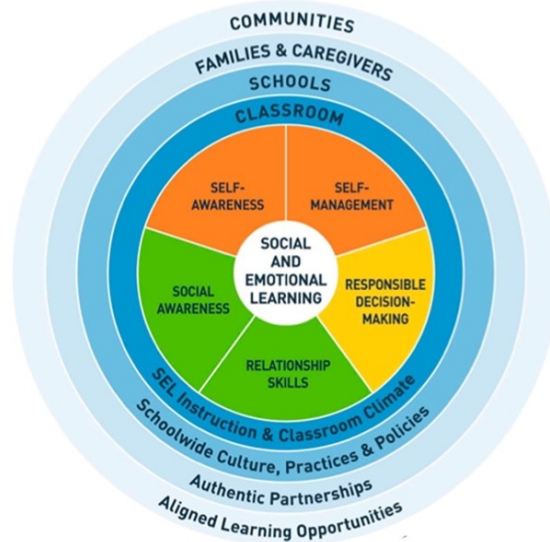 COMMUNITIES
FAMILIES & CAREGIVERS
SCHOOLS
CLASSROOM
SELF-
AWARENESS
SELF-
MANAGEMENT
SOCIAL
AND
EMOTIONAL
LEARNING
SOCIAL
AWARENESS
RESPONSIBLE
DECISION-
MAKING
RELATIONSHIP
SKILLS
SEL Instruction & Classroom Climate
Schoolwide Culture, Practices & Policies
Authentic Partnerships
Aligned Learning Opportunities